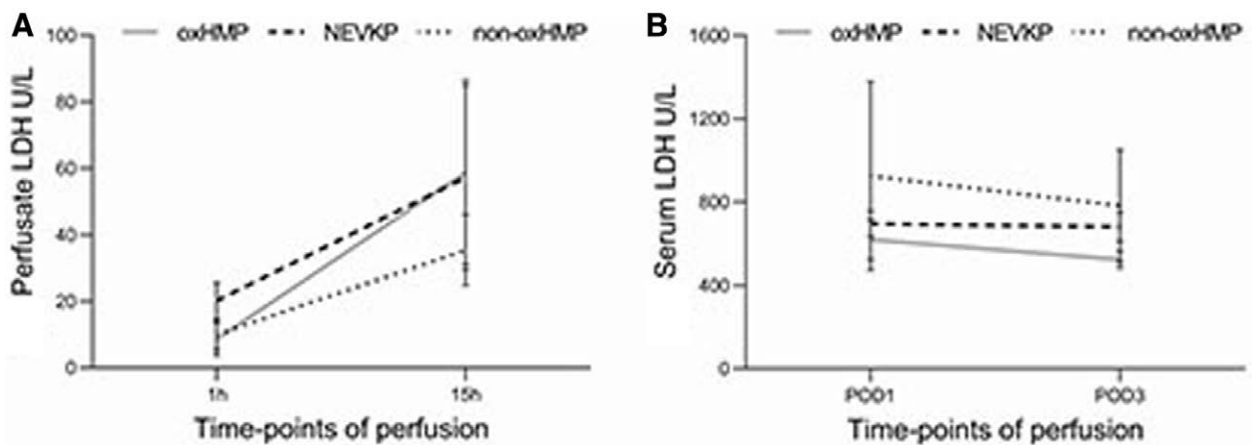 A oxHMP NEVKP non-oxHMP
Perfusate LDH U/L
100
80
60
40
20
0
1h 15h
Time-points of perfusion
B oxHMP NEVKP non-oxHMP
Serum LDH U/L
1600
1200
800
400
0
POD1 POD3
Time-points of perfusion